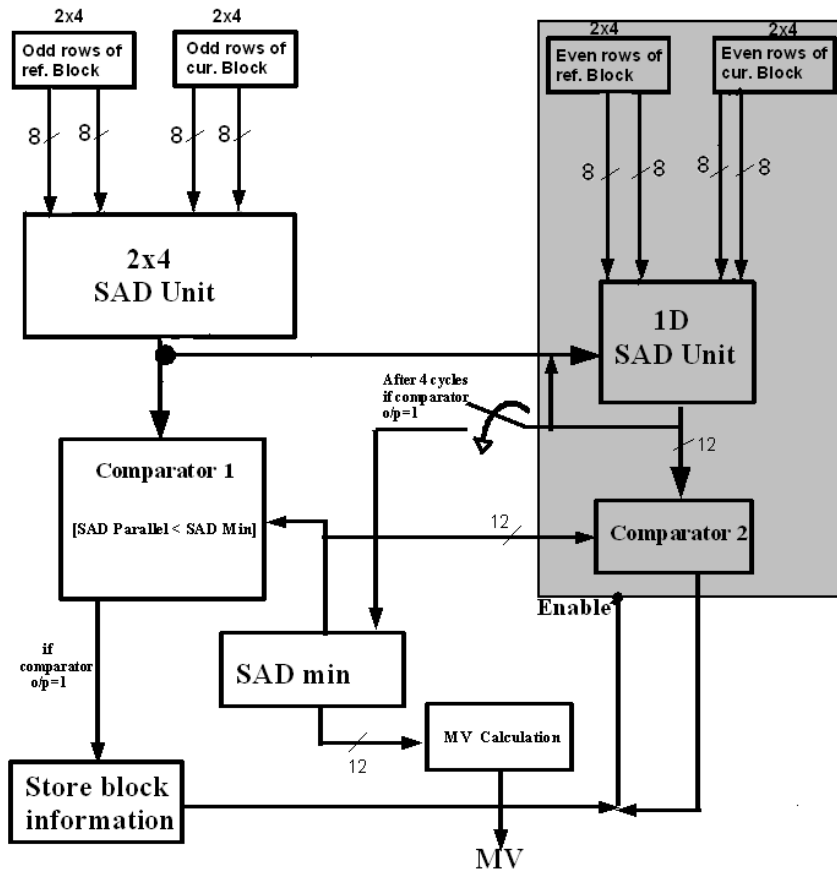 2x4
2x4
2x4
2x4
Odd rows of
ref. Block
Odd rows of
cur. Block
Even rows of
ref. Block
Even rows of
cur. Block
8
8
8
8
8
8
8
8
2x4
SAD Unit
1D
SAD Unit
After 4 cycles
if comparator
o/p=1
12
Comparator 1
[SAD Parallel < SAD Min]
12
Comparator 2
Enable
if
comparator
o/p=1
SAD min
12
MV Calculation
Store block
information
MV